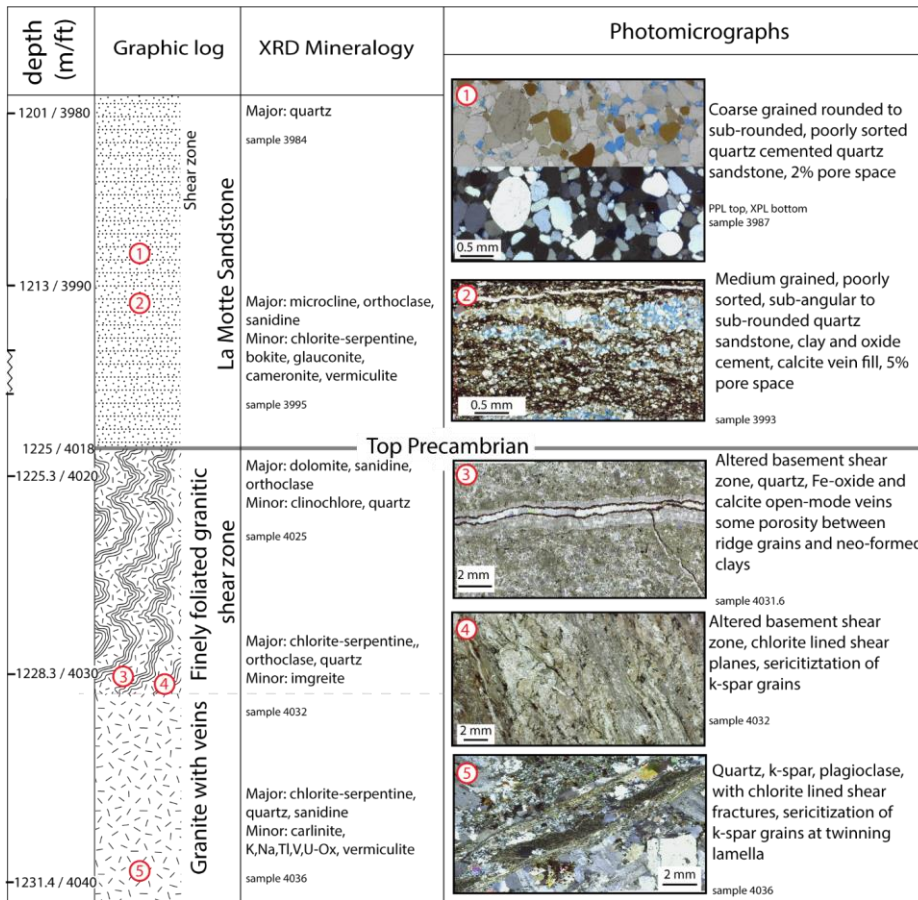 depth
(m/ft)
Graphic log
XRD Mineralogy
Photomicrographs
1201 / 3980
1213 / 3990
1225 / 4018
1225.3 / 4020
1228.3 / 4030
1231.4 / 4040
1
2
3
4
5
Shear zone
La Motte Sandstone
Top Precambrian
Finely foliated granitic
shear zone
Granite with veins
Major: quartz
sample 3984
Major: microcline, orthoclase,
sanidine
Minor: chlorite-serpentine,
bokite, glauconite,
cameronite, vermiculite
sample 3995
Major: dolomite, sanidine,
orthoclase
Minor: clinochlore, quartz
sample 4025
Major: chlorite-serpentine,,
orthoclase, quartz
Minor: imgreite
sample 4032
Major: chlorite-serpentine,
quartz, sanidine
Minor: carlinite,
K,Na,Tl,V,U-Ox, vermiculite
sample 4036
1
0.5 mm
Coarse grained rounded to
sub-rounded, poorly sorted
quartz cemented quartz
sandstone, 2% pore space
PPL top, XPL bottom
sample 3987
2
0.5 mm
Medium grained, poorly
sorted, sub-angular to
sub-rounded quartz
sandstone, clay and oxide
cement, calcite vein fill, 5%
pore space
sample 3993
3
2 mm
Altered basement shear
zone, quartz, Fe-oxide and
calcite open-mode veins
some porosity between
ridge grains and neo-formed
clays
sample 4031.6
4
2 mm
Altered basement shear
zone, chlorite lined shear
planes, sericitiztation of
k-spar grains
sample 4032
5
2 mm
Quartz, k-spar, plagioclase,
with chlorite lined shear
fractures, sericitization of
k-spar grains at twinning
lamella
sample 4036